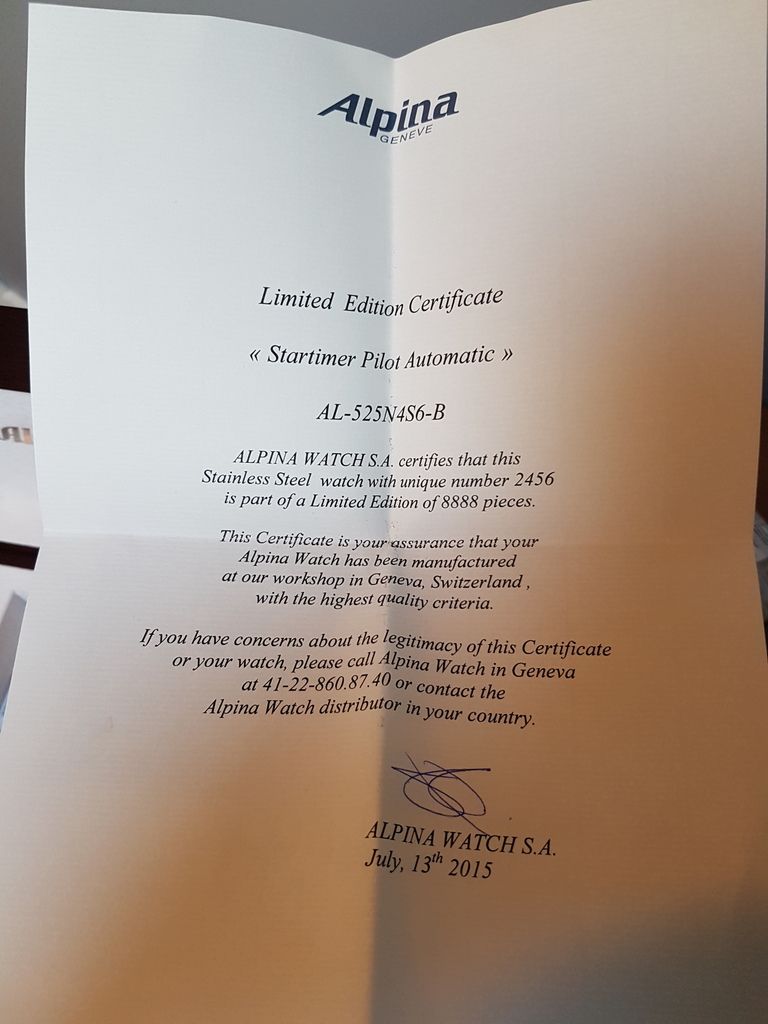 Alpina
GENEVE
Limited Edition Certificate
« Startimer Pilot Automatic »
AL-525N4S6-B
ALPINA WATCH S.A. certifies that this
Stainless Steel watch with unique number 2456
is part of a Limited Edition of 8888 pieces.
This Certificate is your assurance that your
Alpina Watch has been manufactured
at our workshop in Geneva, Switzerland ,
with the highest quality criteria.
If you have concerns about the legitimacy of this Certificate
or your watch, please call Alpina Watch in Geneva
at 41-22-860.87.40 or contact the
Alpina Watch distributor in your country.
ALPINA WATCH S.A.
July, 13th 2015